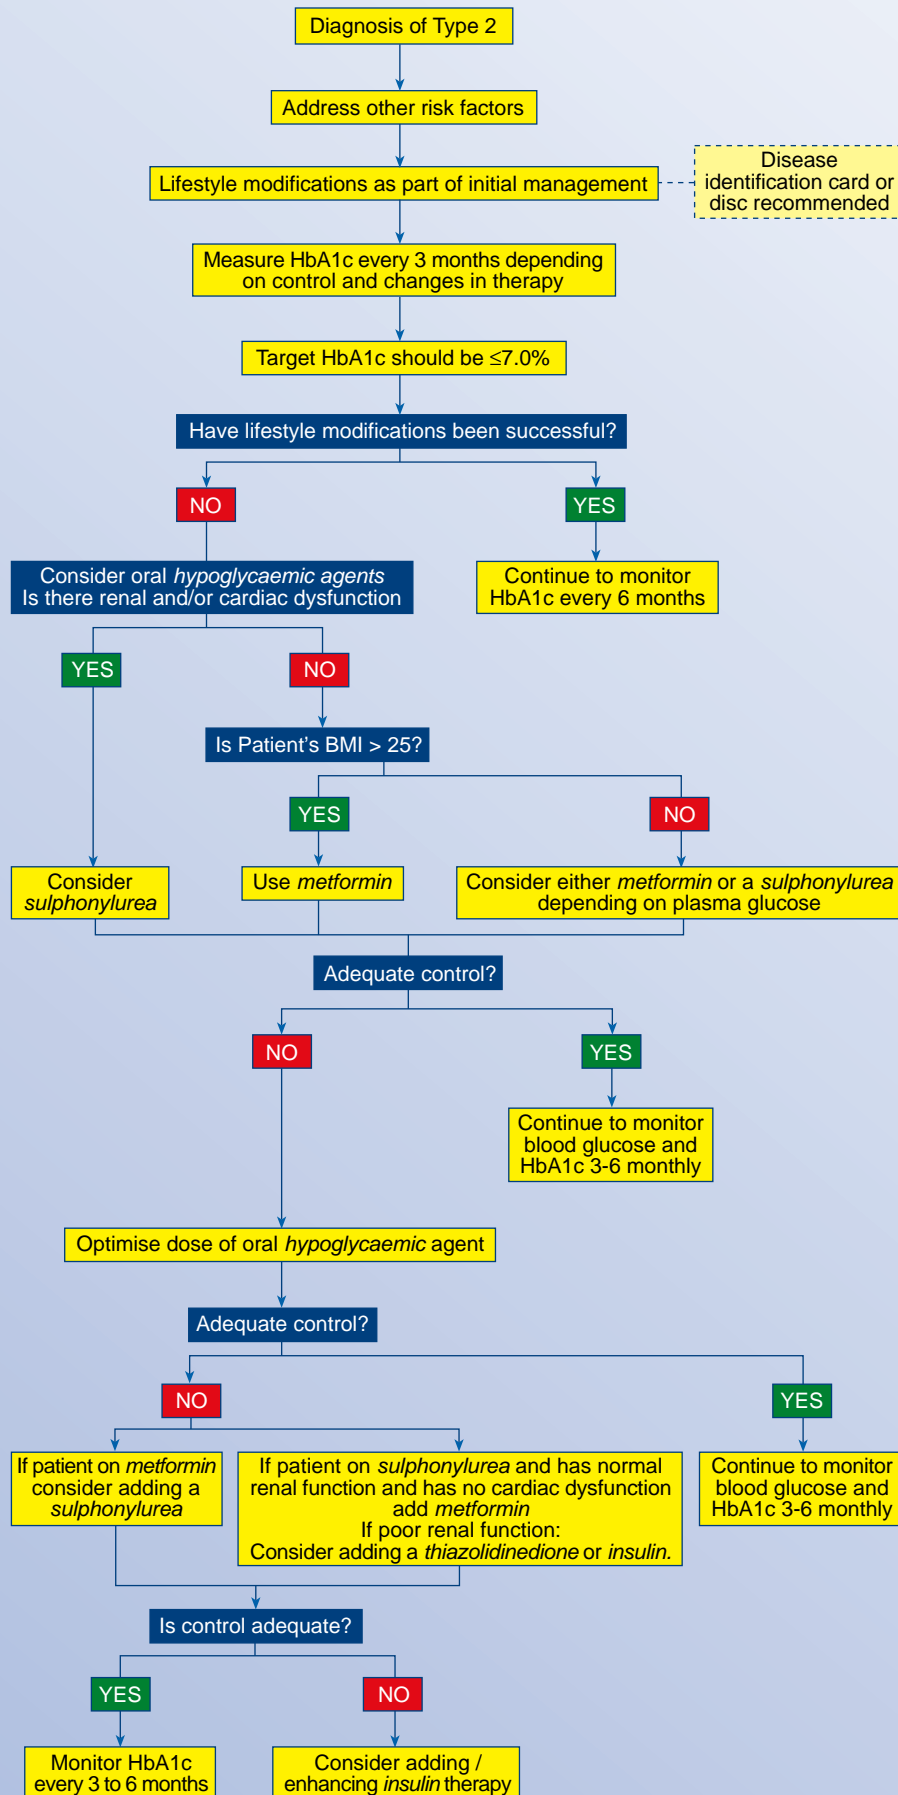 Diagnosis of Type 2
Address other risk factors
Lifestyle modifications as part of initial management
Disease
identification card or
disc recommended
Measure HbA1c every 3 months depending
on control and changes in therapy
Target HbA1c should be ≤7.0%
Have lifestyle modifications been successful?
NO
YES
Consider oral hypoglycaemic agents
Is there renal and/or cardiac dysfunction
Continue to monitor
HbA1c every 6 months
YES
NO
Is Patient's BMI > 25?
YES
NO
Consider
sulphonylurea
Use metformin
Consider either metformin or a sulphonylurea
depending on plasma glucose
Adequate control?
NO
YES
Continue to monitor
blood glucose and
HbA1c 3-6 monthly
Optimise dose of oral hypoglycaemic agent
Adequate control?
NO
YES
If patient on metformin
consider adding a
sulphonylurea
If patient on sulphonylurea and has normal
renal function and has no cardiac dysfunction
add metformin
If poor renal function:
Consider adding a thiazolidinedione or insulin.
Continue to monitor
blood glucose and
HbA1c 3-6 monthly
Is control adequate?
YES
NO
Monitor HbA1c
every 3 to 6 months
Consider adding /
enhancing insulin therapy